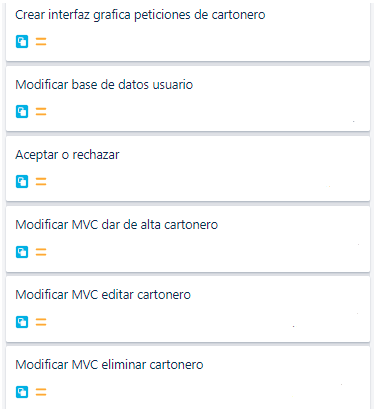 Crear interfaz grafica peticiones de cartonero
Modificar base de datos usuario
Aceptar o rechazar
Modificar MVC dar de alta cartonero
Modificar MVC editar cartonero
Modificar MVC eliminar cartonero